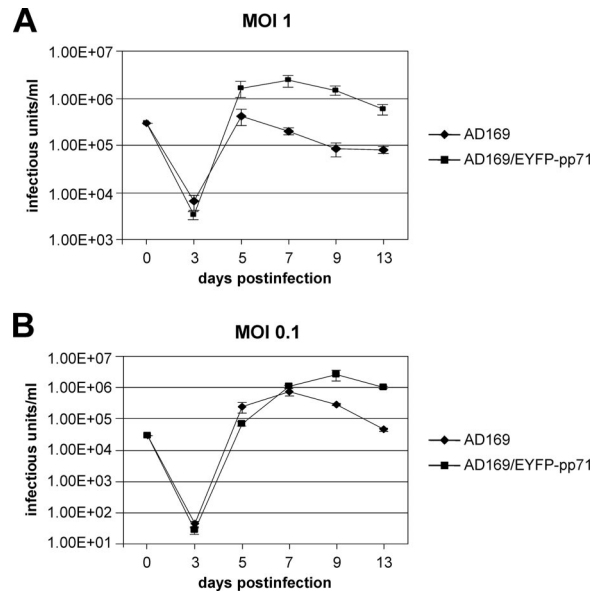 A
MOI 1
infectious units/ml
1.00E+07
1.00E+06
1.00E+05
1.00E+04
1.00E+03
0 3 5 7 9 13
days postinfection
AD169
AD169/EYFP-pp71
B
MOI 0.1
infectious units/ml
1.00E+07
1.00E+06
1.00E+05
1.00E+04
1.00E+03
1.00E+02
1.00E+01
0 3 5 7 9 13
days postinfection
AD169
AD169/EYFP-pp71